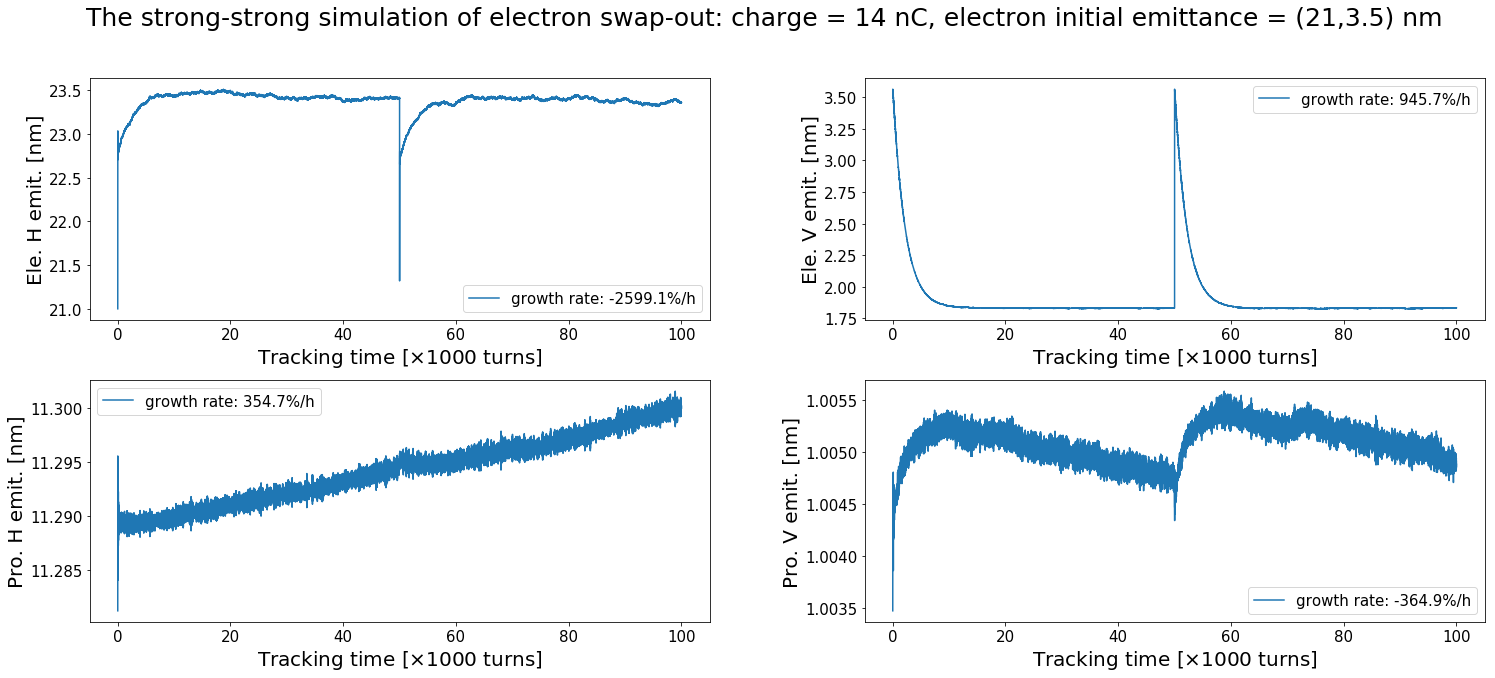 The strong-strong simulation of electron swap-out: charge = 14 nC, electron initial emittance = (21,3.5) nm
Ele. H emit. [nm]
23.5
23.0
22.5
22.0
21.5
21.0
growth rate: -2599.1%/h
0 20 40 60 80 100
Tracking time [×1000 turns]
Ele. V emit. [nm]
3.50
3.25
3.00
2.75
2.50
2.25
2.00
1.75
growth rate: 945.7%/h
0 20 40 60 80 100
Tracking time [×1000 turns]
Pro. H emit. [nm]
11.300
11.295
11.290
11.285
growth rate: 354.7%/h
0 20 40 60 80 100
Tracking time [×1000 turns]
Pro. V emit. [nm]
1.0055
1.0050
1.0045
1.0040
1.0035
growth rate: -364.9%/h
0 20 40 60 80 100
Tracking time [×1000 turns]